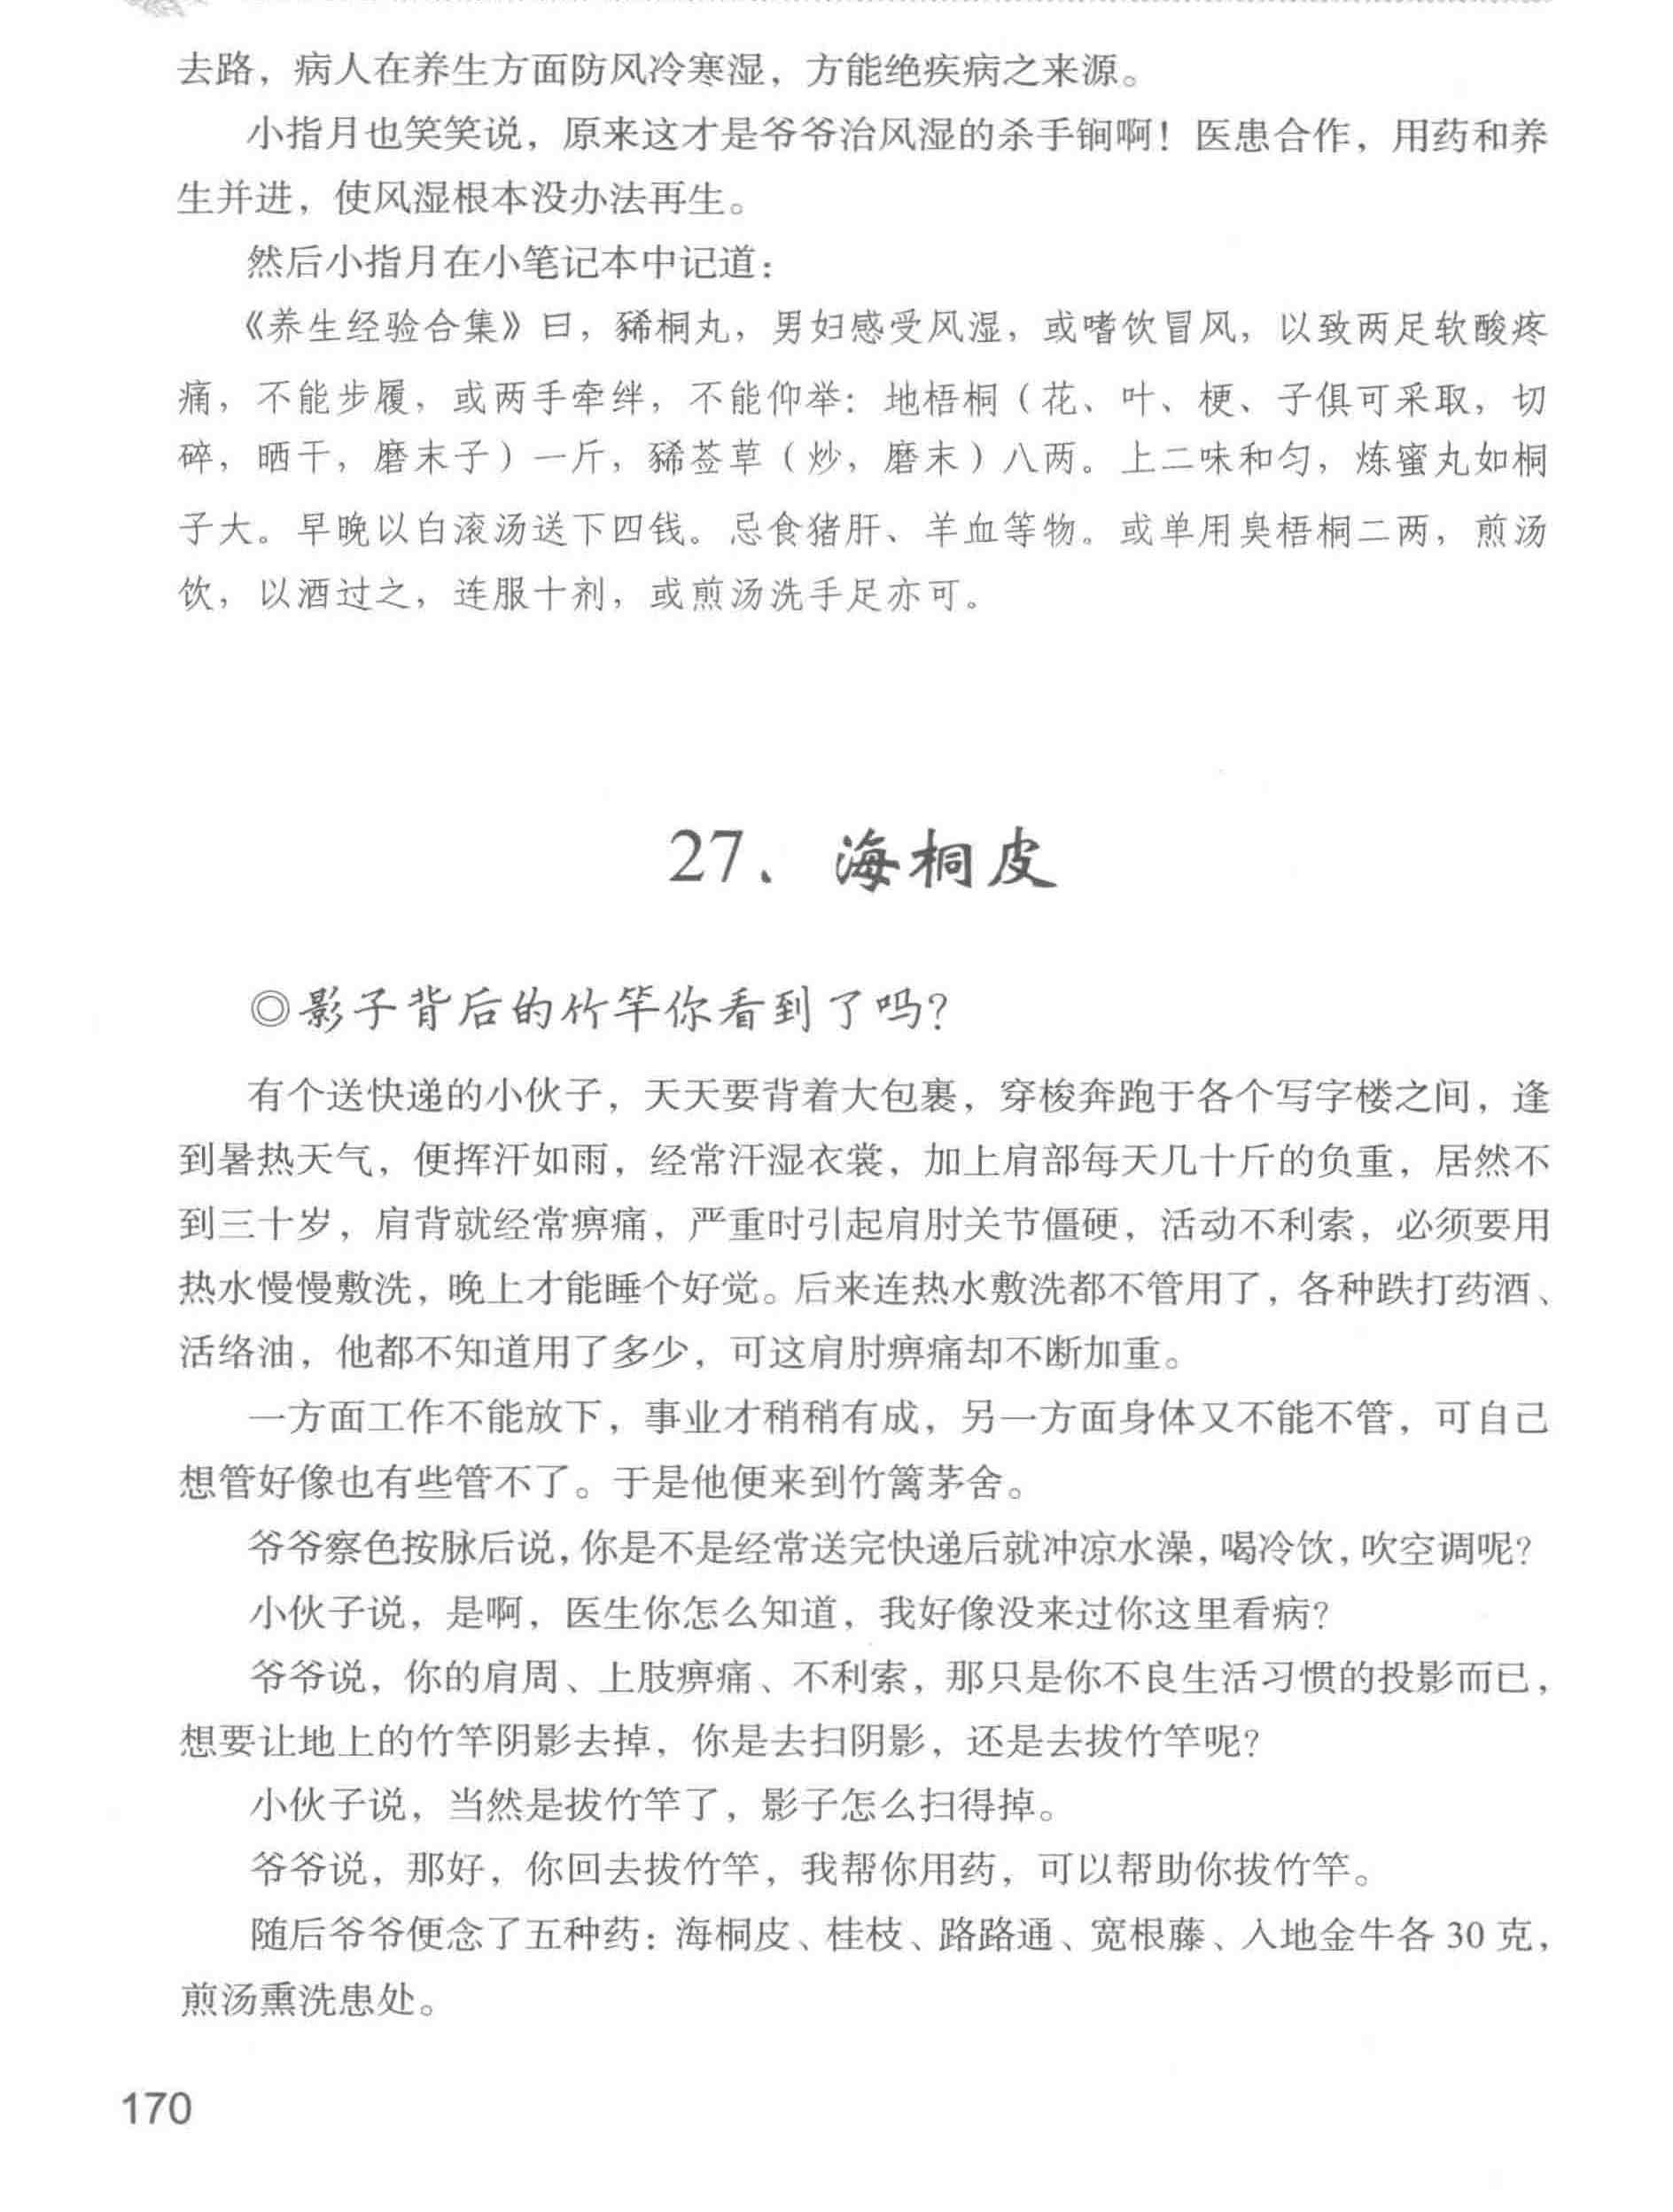 去路，病人在养生方面防风冷寒湿，方能绝疾病之来源。
小指月也笑笑说，原来这才是爷爷治风湿的杀手锏啊！医患合作，用药和养
生并进，使风湿根本没办法再生。
然后小指月在小笔记本中记道：
《养生经验合集》曰，豨桐丸，男妇感受风湿，或嗜饮冒风，以致两足软酸疼
痛，不能步履，或两手牵绊，不能仰举：地梧桐（花、叶、梗、子俱可采取，切
碎，晒干，磨末子）一斤，豨莶草（炒，磨末）八两。上二味和匀，炼蜜丸如桐
子大。早晚以白滚汤送下四钱。忌食猪肝、羊血等物。或单用臭梧桐二两，煎汤
饮，以酒过之，连服十剂，或煎汤洗手足亦可。
27、海桐皮
◎影子背后的竹竿你看到了吗？
有个送快递的小伙子，天天要背着大包裹，穿梭奔跑于各个写字楼之间，逢
到暑热天气，便挥汗如雨，经常汗湿衣裳，加上肩部每天几十斤的负重，居然不
到三十岁，肩背就经常痹痛，严重时引起肩肘关节僵硬，活动不利索，必须要用
热水慢慢敷洗，晚上才能睡个好觉。后来连热水敷洗都不管用了，各种跌打药酒、
活络油，他都不知道用了多少，可这肩肘痹痛却不断加重。
一方面工作不能放下，事业才稍稍有成，另一方面身体又不能不管，可自己
想管好像也有些管不了。于是他便来到竹篱茅舍。
爷爷察色按脉后说，你是不是经常送完快递后就冲凉水澡，喝冷饮，吹空调呢？
小伙子说，是啊，医生你怎么知道，我好像没来过你这里看病？
爷爷说，你的肩周、上肢痹痛、不利索，那只是你不良生活习惯的投影而已，
想要让地上的竹竿阴影去掉，你是去扫阴影，还是去拔竹竿呢？
小伙子说，当然是拔竹竿了，影子怎么扫得掉。
爷爷说，那好，你回去拔竹竿，我帮你用药，可以帮助你拔竹竿。
随后爷爷便念了五种药：海桐皮、桂枝、路路通、宽根藤、入地金牛各 30 克，
煎汤熏洗患处。
170